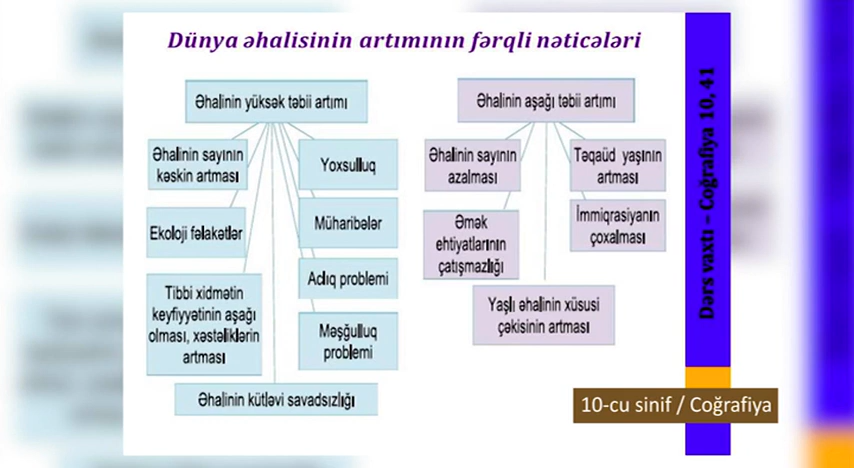 Dünya əhalisinin artımının fərqli nəticələri
Əhalinin yüksək təbii artımı
Əhalinin sayının
kəskin artması
Yoxsulluq
Ekoloji fəlakətlər
Müharibələr
Tibbi xidmətin
keyfiyyətinin aşağı
olması, xəstəliklərin
artması
Aclıq problemi
Məşğulluq
problemi
Əhalinin kütləvi savadsızlığı
Əhalinin aşağı təbii artımı
Əhalinin sayının
azalması
Təqaüd yaşının
artması
Əmək
ehtiyatlarının
çatışmazlığı
İmmiqrasiyanın
çoxalması
Yaşlı əhalinin xüsusi
çəkisinin artması
Dərs vaxtı – Coğrafiya 10, 41
10-cu sinif / Coğrafiya